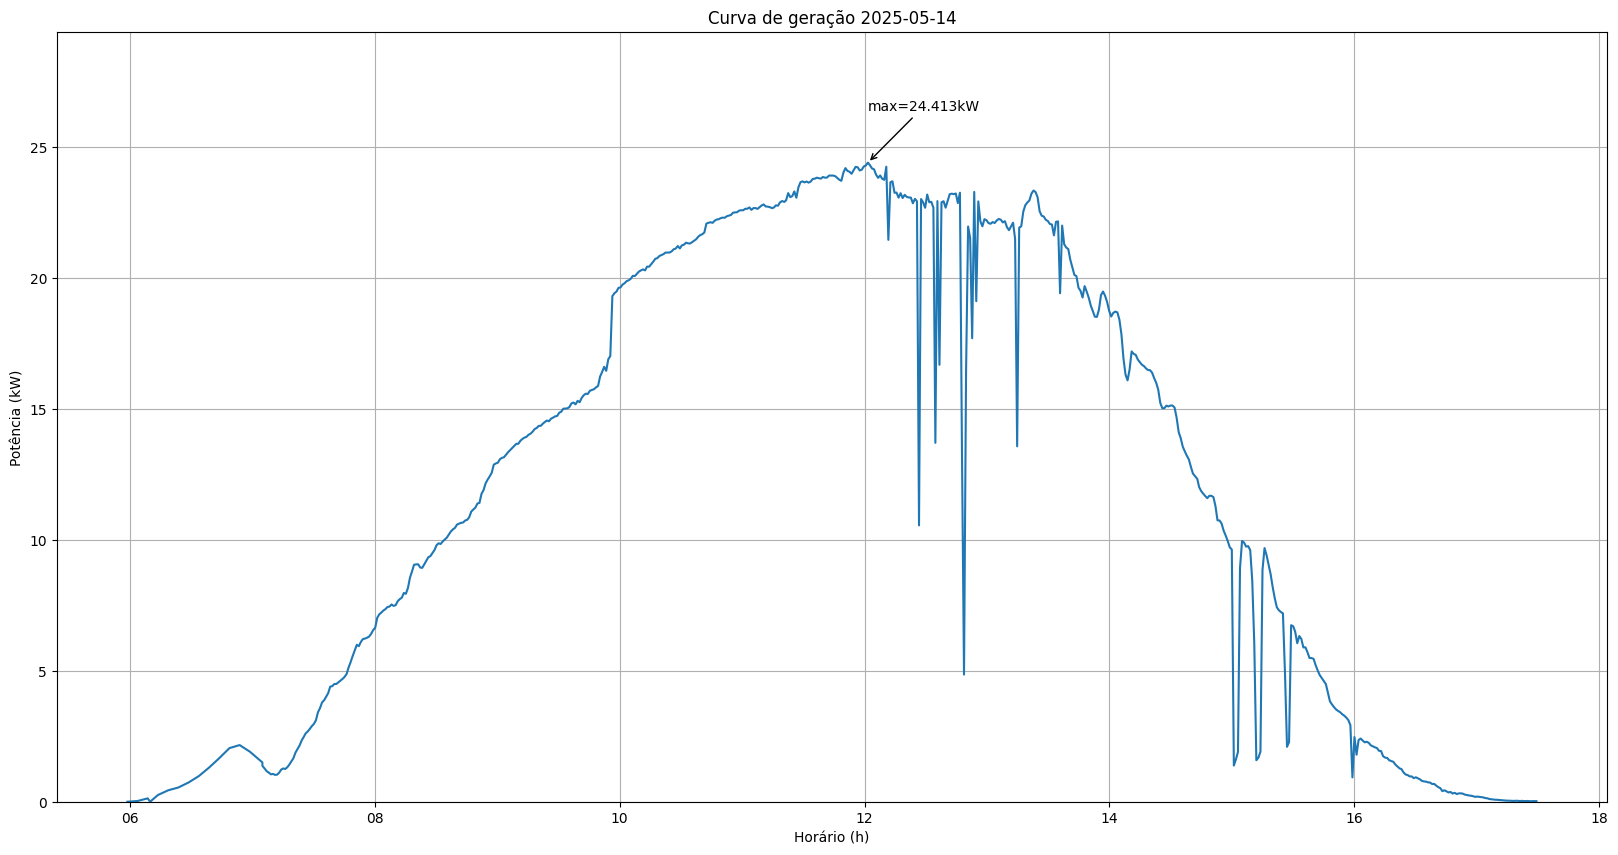 Curva de geração 2025-05-14
max=24.413kW
25
20
15
10
5
0
Potência (kW)
06 08 10 12 14 16 18
Horário (h)